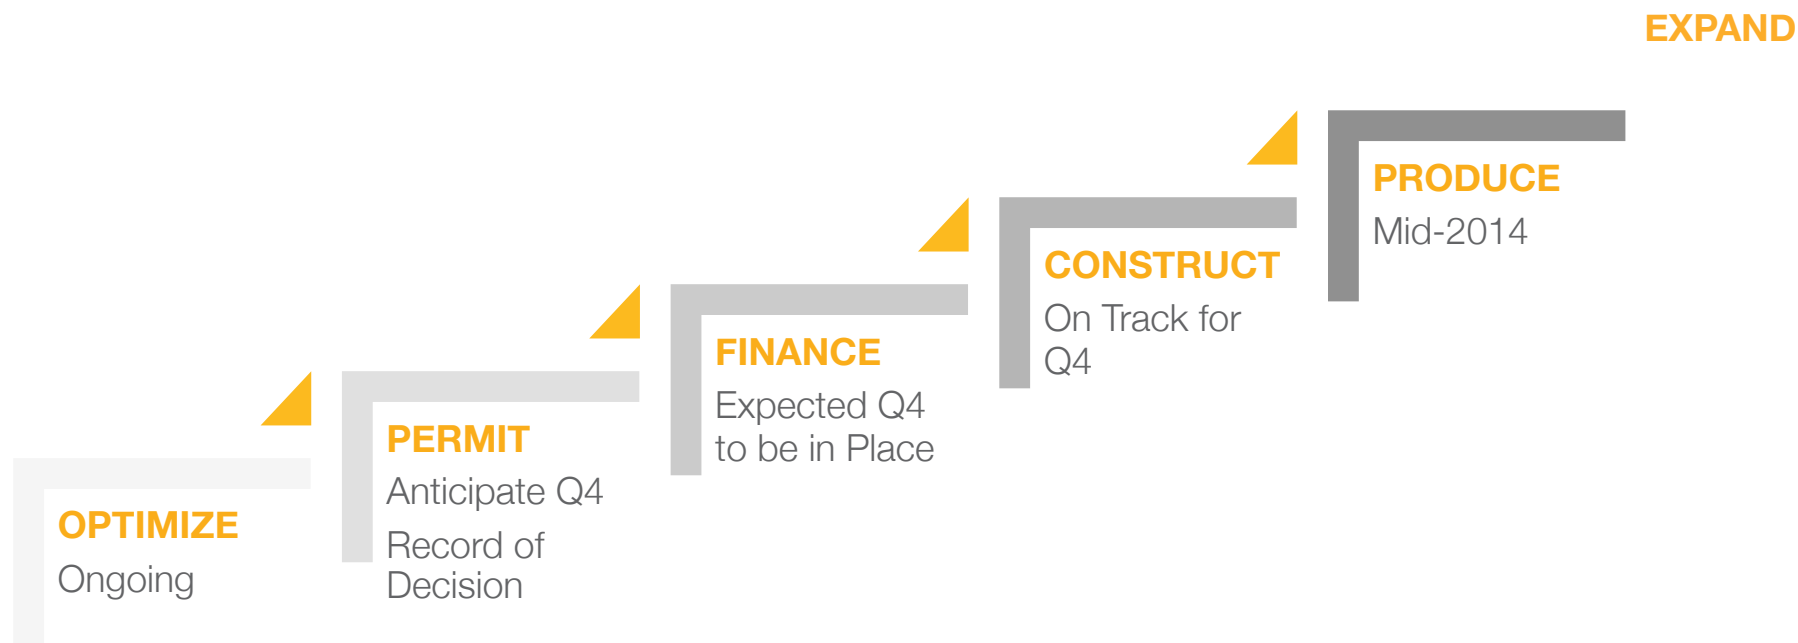 EXPAND
PRODUCE
Mid-2014
CONSTRUCT
On Track for
Q4
FINANCE
Expected Q4
to be in Place
PERMIT
Anticipate Q4
Record of
Decision
OPTIMIZE
Ongoing